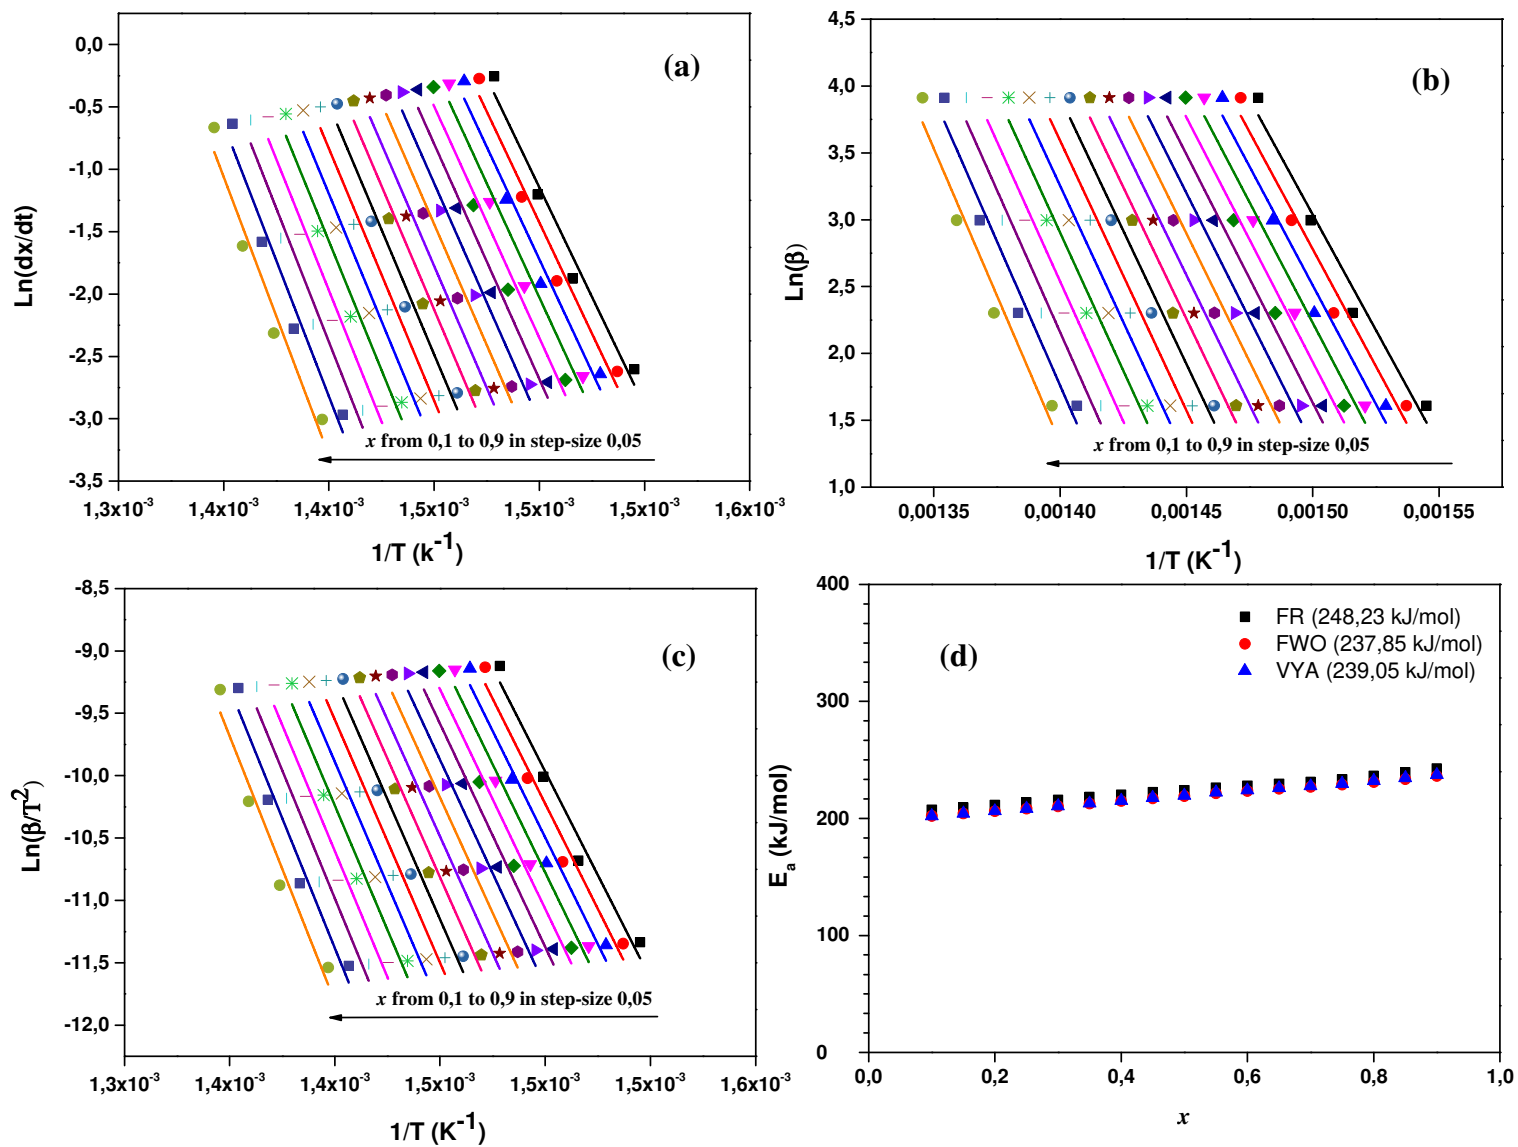 (a)
0,0
-0,5
-1,0
-1,5
-2,0
-2,5
-3,0
-3,5
Ln(dx/dt)
x from 0,1 to 0,9 in step-size 0,05
1,3x10⁻³ 1,4x10⁻³ 1,4x10⁻³ 1,5x10⁻³ 1,5x10⁻³ 1,5x10⁻³ 1,6x10⁻³
1/T (k⁻¹)
(b)
4,5
4,0
3,5
3,0
2,5
2,0
1,5
1,0
Ln(β)
x from 0,1 to 0,9 in step-size 0,05
0,00135 0,00140 0,00145 0,00150 0,00155
1/T (K⁻¹)
(c)
-8,5
-9,0
-9,5
-10,0
-10,5
-11,0
-11,5
-12,0
Ln(β/T²)
x from 0,1 to 0,9 in step-size 0,05
1,3x10⁻³ 1,4x10⁻³ 1,4x10⁻³ 1,5x10⁻³ 1,5x10⁻³ 1,5x10⁻³ 1,6x10⁻³
1/T (K⁻¹)
(d)
FR (248,23 kJ/mol)
FWO (237,85 kJ/mol)
VYA (239,05 kJ/mol)
400
300
200
100
0
Eₐ (kJ/mol)
0,0 0,2 0,4 0,6 0,8 1,0
x